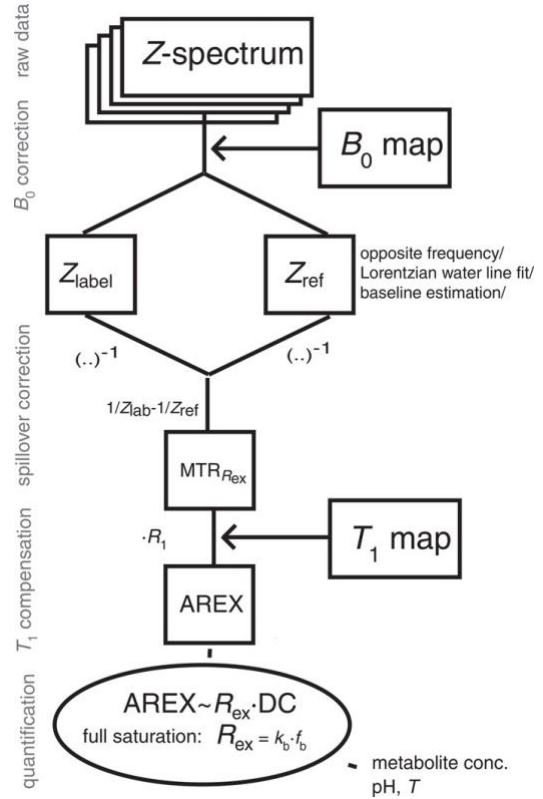 raw data
Z-spectrum
B0 correction
B0 map
Zlabel
Zref
opposite frequency/
Lorentzian water line fit/
baseline estimation/
(..)-1
(..)-1
spillover correction
1/Zlab-1/Zref
MTRRex
T1 compensation
·R1
T1 map
AREX
quantification
AREX~Rex·DC
full saturation: Rex = kb·fb
metabolite conc.
pH, T